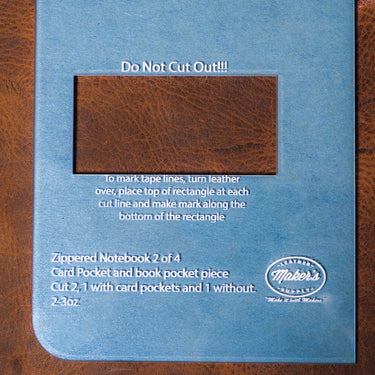 Do Not Cut Out!!!
To mark tape lines, turn leather
over, place top of rectangle at each
cut line and make mark along the
bottom of the rectangle
Zippered Notebook 2 of 4
Card Pocket and book pocket piece
Cut 2, 1 with card pockets and 1 without.
2-3oz.
LEATHER
Maker's
SUPPLY
"Make it with Makers"